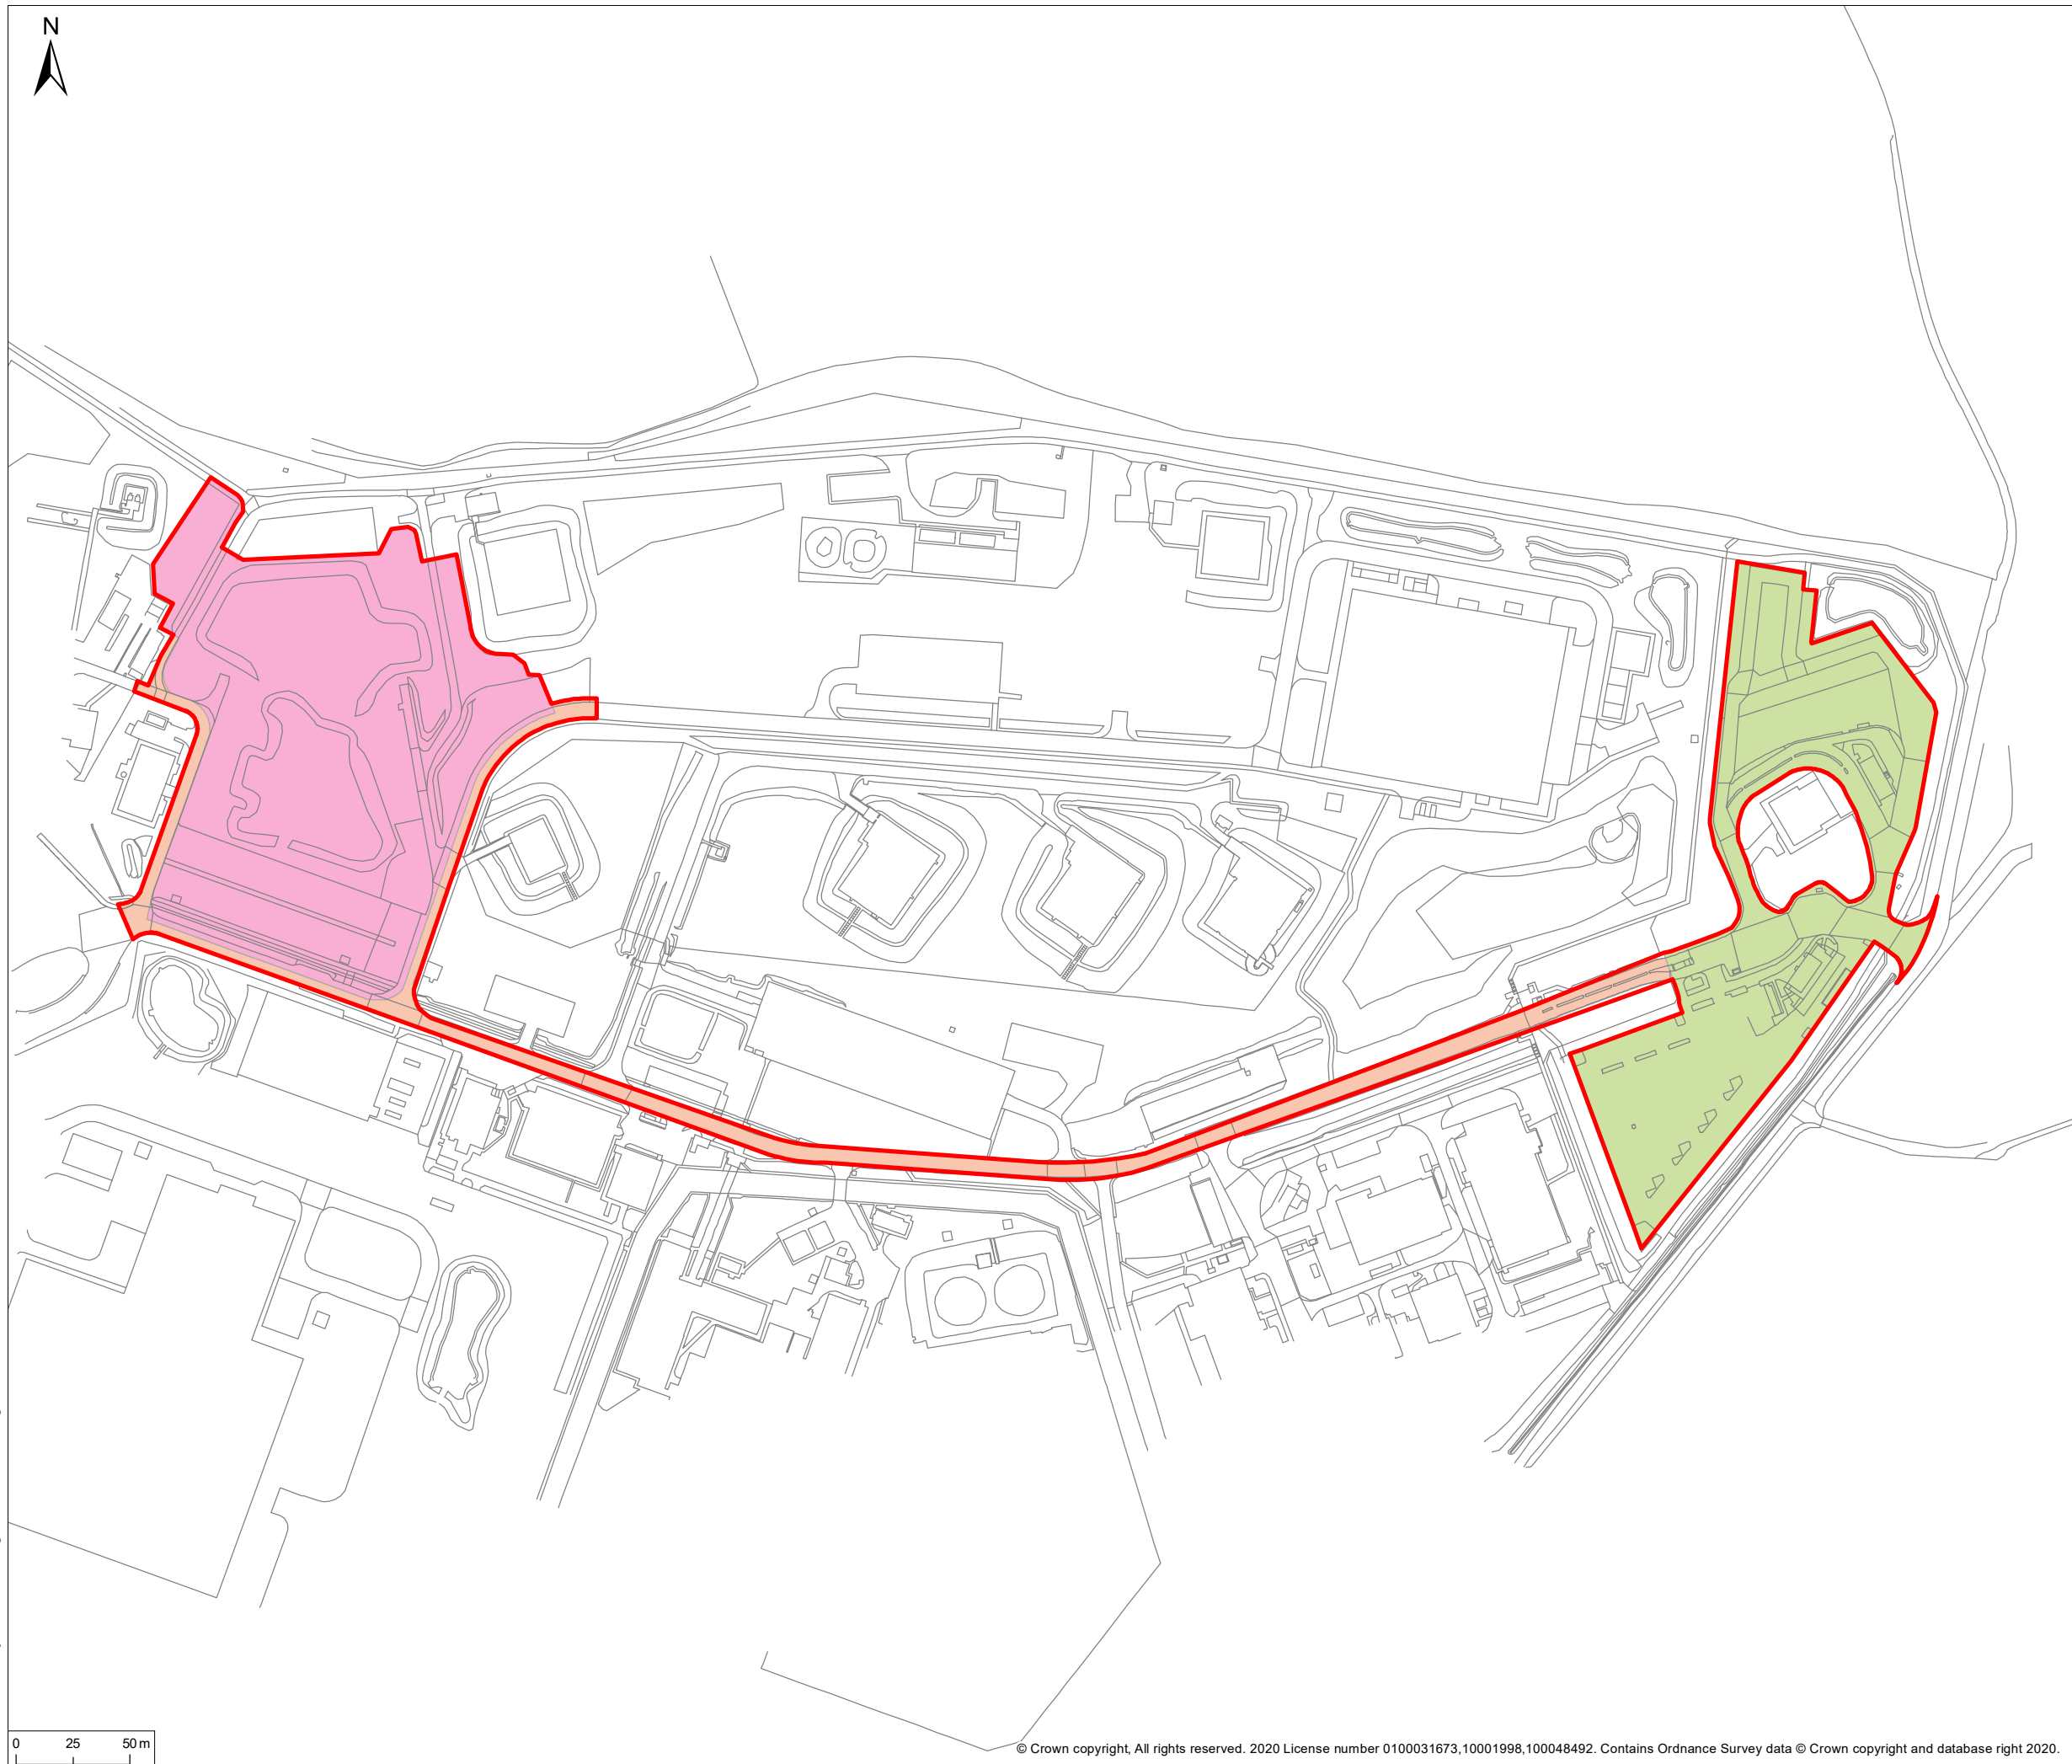 N
0 25 50 m
© Crown copyright, All rights reserved. 2020 License number 0100031673,10001998,100048492. Contains Ordnance Survey data © Crown copyright and database right 2020.